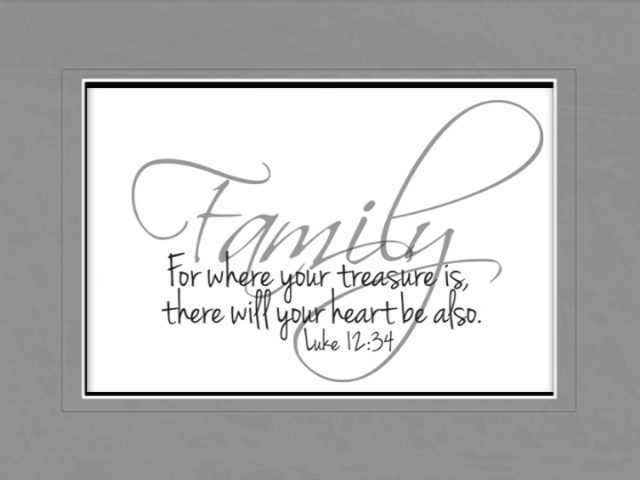 Family
For where your treasure is,
there will your heart be also.
Luke 12:34